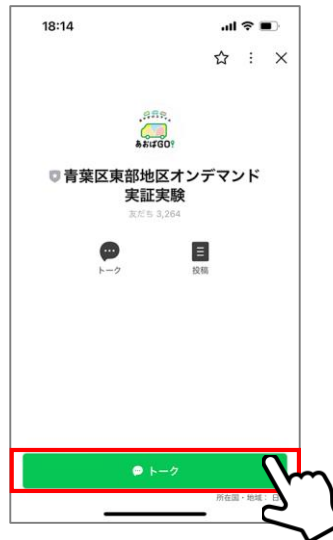 18:14
あおばGO!
青葉区東部地区オンデマンド
実証実験
友だち 3,264
トーク
投稿
トーク
所在国・地域：